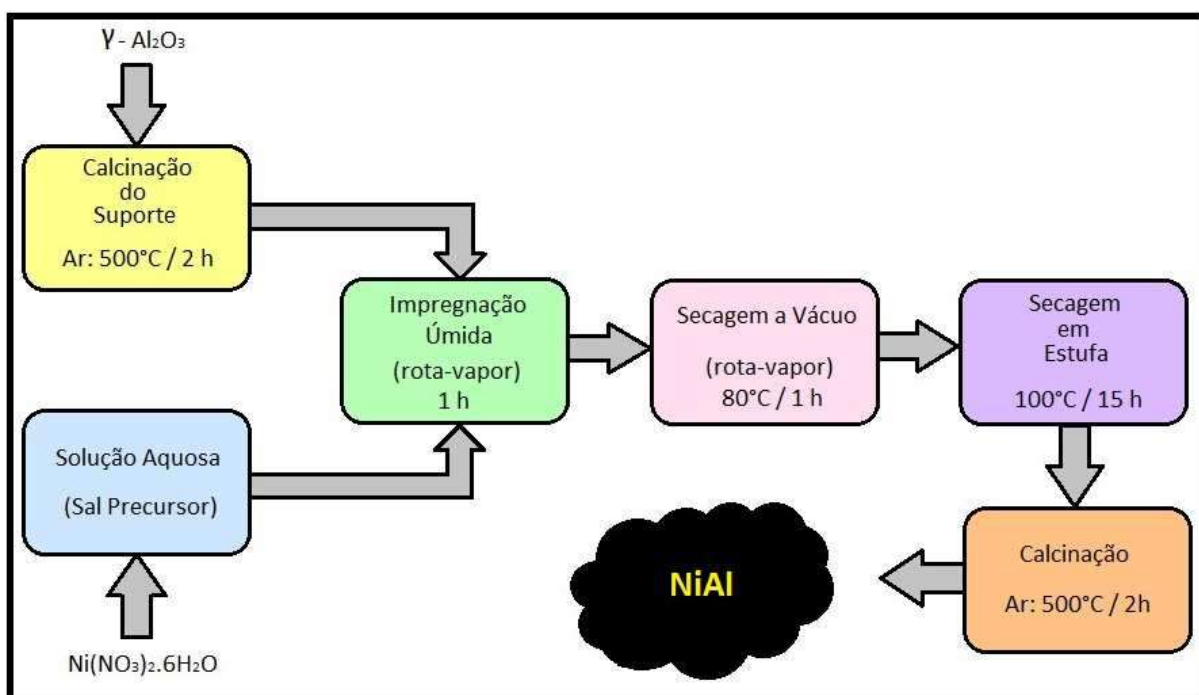 γ - Al₂O₃
Calcinação
do
Suporte
Ar: 500°C / 2 h
Impregnação
Úmida
(rota-vapor)
1 h
Secagem a Vácuo
(rota-vapor)
80°C / 1 h
Secagem
em
Estufa
100°C / 15 h
Solução Aquosa
(Sal Precursor)
Ni(NO₃)₂.6H₂O
Calcinação
Ar: 500°C / 2h
NiAl